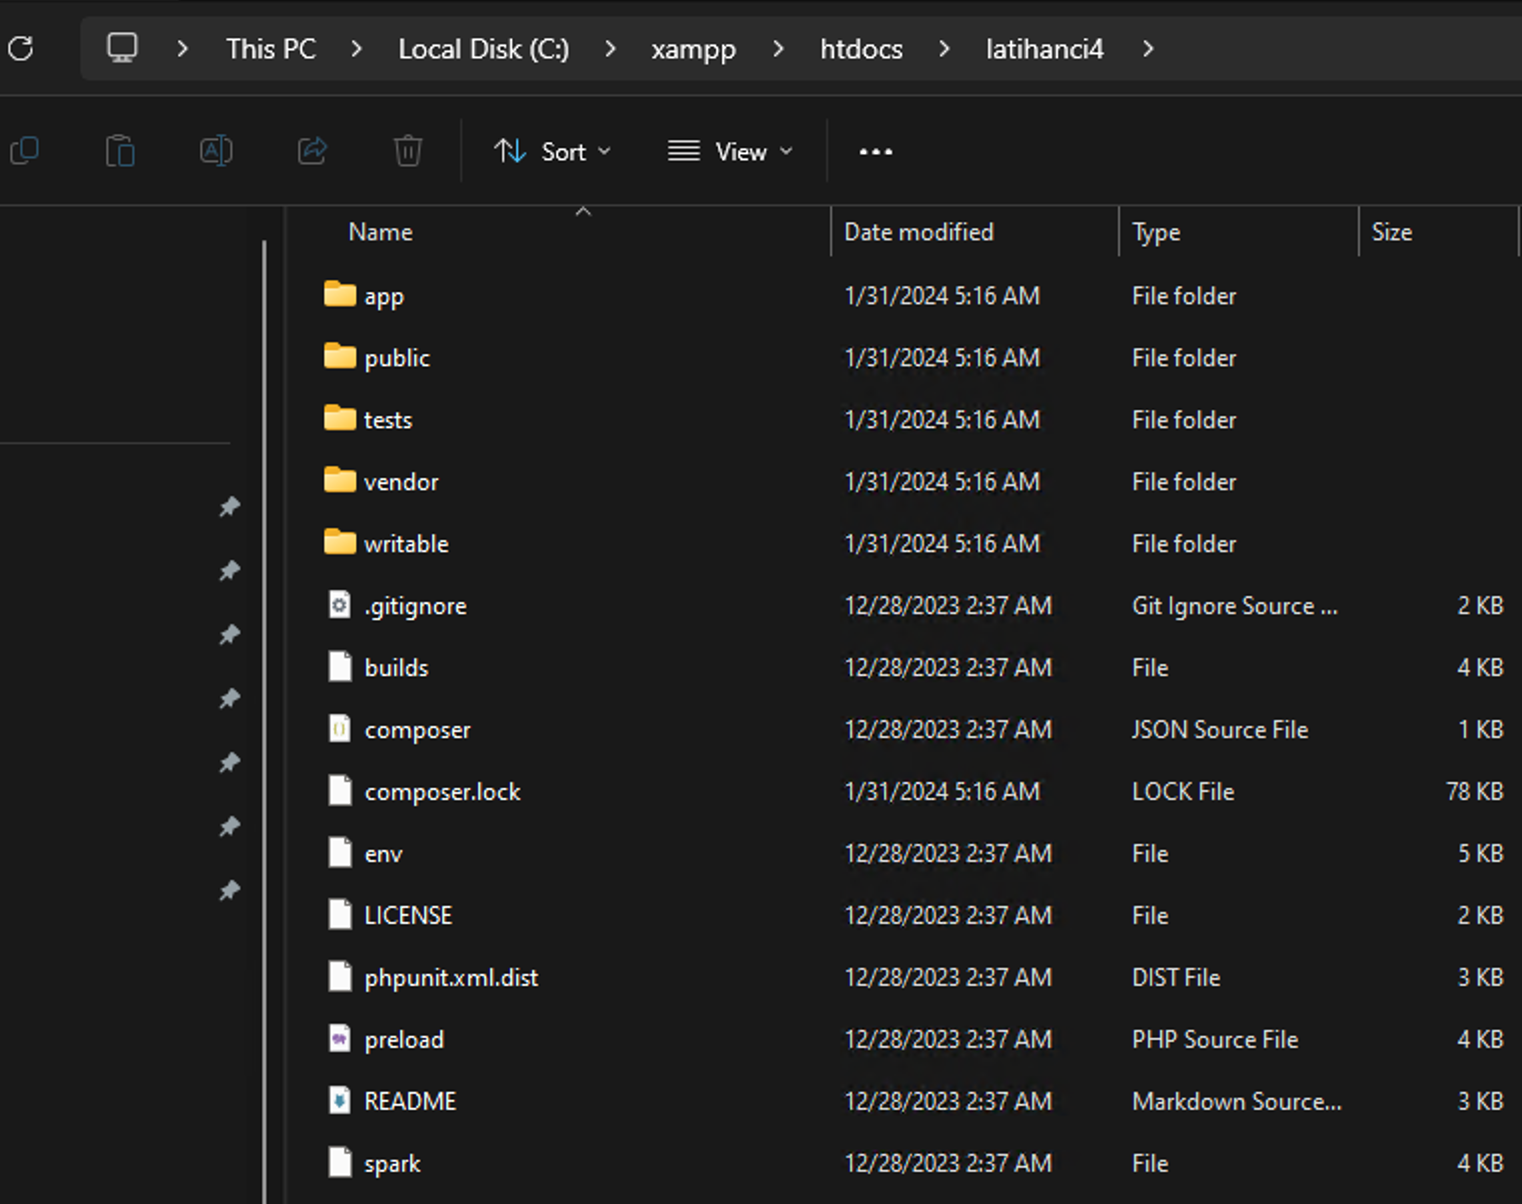 This PC > Local Disk (C:) > xampp > htdocs > latihanci4 >
Sort View ...
Name Date modified Type Size
app 1/31/2024 5:16 AM File folder
public 1/31/2024 5:16 AM File folder
tests 1/31/2024 5:16 AM File folder
vendor 1/31/2024 5:16 AM File folder
writable 1/31/2024 5:16 AM File folder
.gitignore 12/28/2023 2:37 AM Git Ignore Source ... 2 KB
builds 12/28/2023 2:37 AM File 4 KB
composer 12/28/2023 2:37 AM JSON Source File 1 KB
composer.lock 1/31/2024 5:16 AM LOCK File 78 KB
env 12/28/2023 2:37 AM File 5 KB
LICENSE 12/28/2023 2:37 AM File 2 KB
phpunit.xml.dist 12/28/2023 2:37 AM DIST File 3 KB
preload 12/28/2023 2:37 AM PHP Source File 4 KB
README 12/28/2023 2:37 AM Markdown Source... 3 KB
spark 12/28/2023 2:37 AM File 4 KB